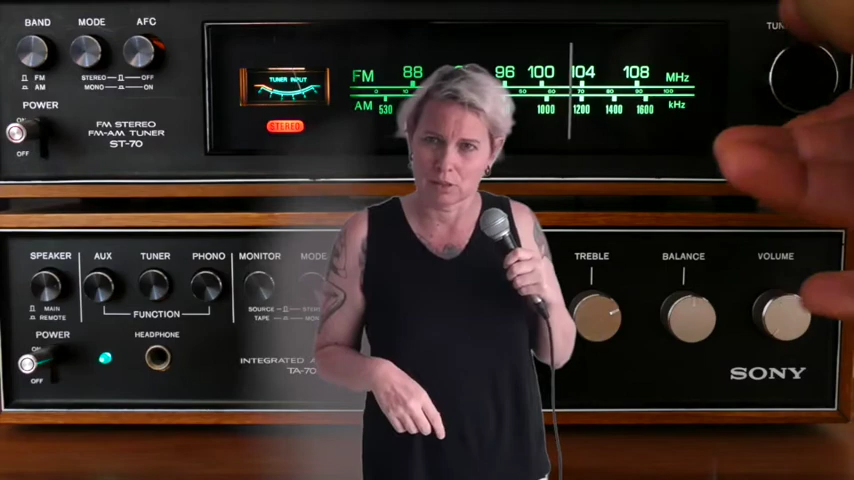 BAND MODE AFC
TUNER INPUT
FM 88 96 100 104 108 MHz
AM 530 1000 1200 1400 1600 kHz
STEREO
FM STEREO OFF
AM MONO ON
POWER
OFF
FM STEREO
FM-AM TUNER
ST-70
SPEAKER AUX TUNER PHONO MONITOR MODE
TREBLE BALANCE VOLUME
MAIN
REMOTE
FUNCTION
SOURCE
TAPE
POWER
ON
OFF
HEADPHONE
INTEGRATED
TA-70
SONY